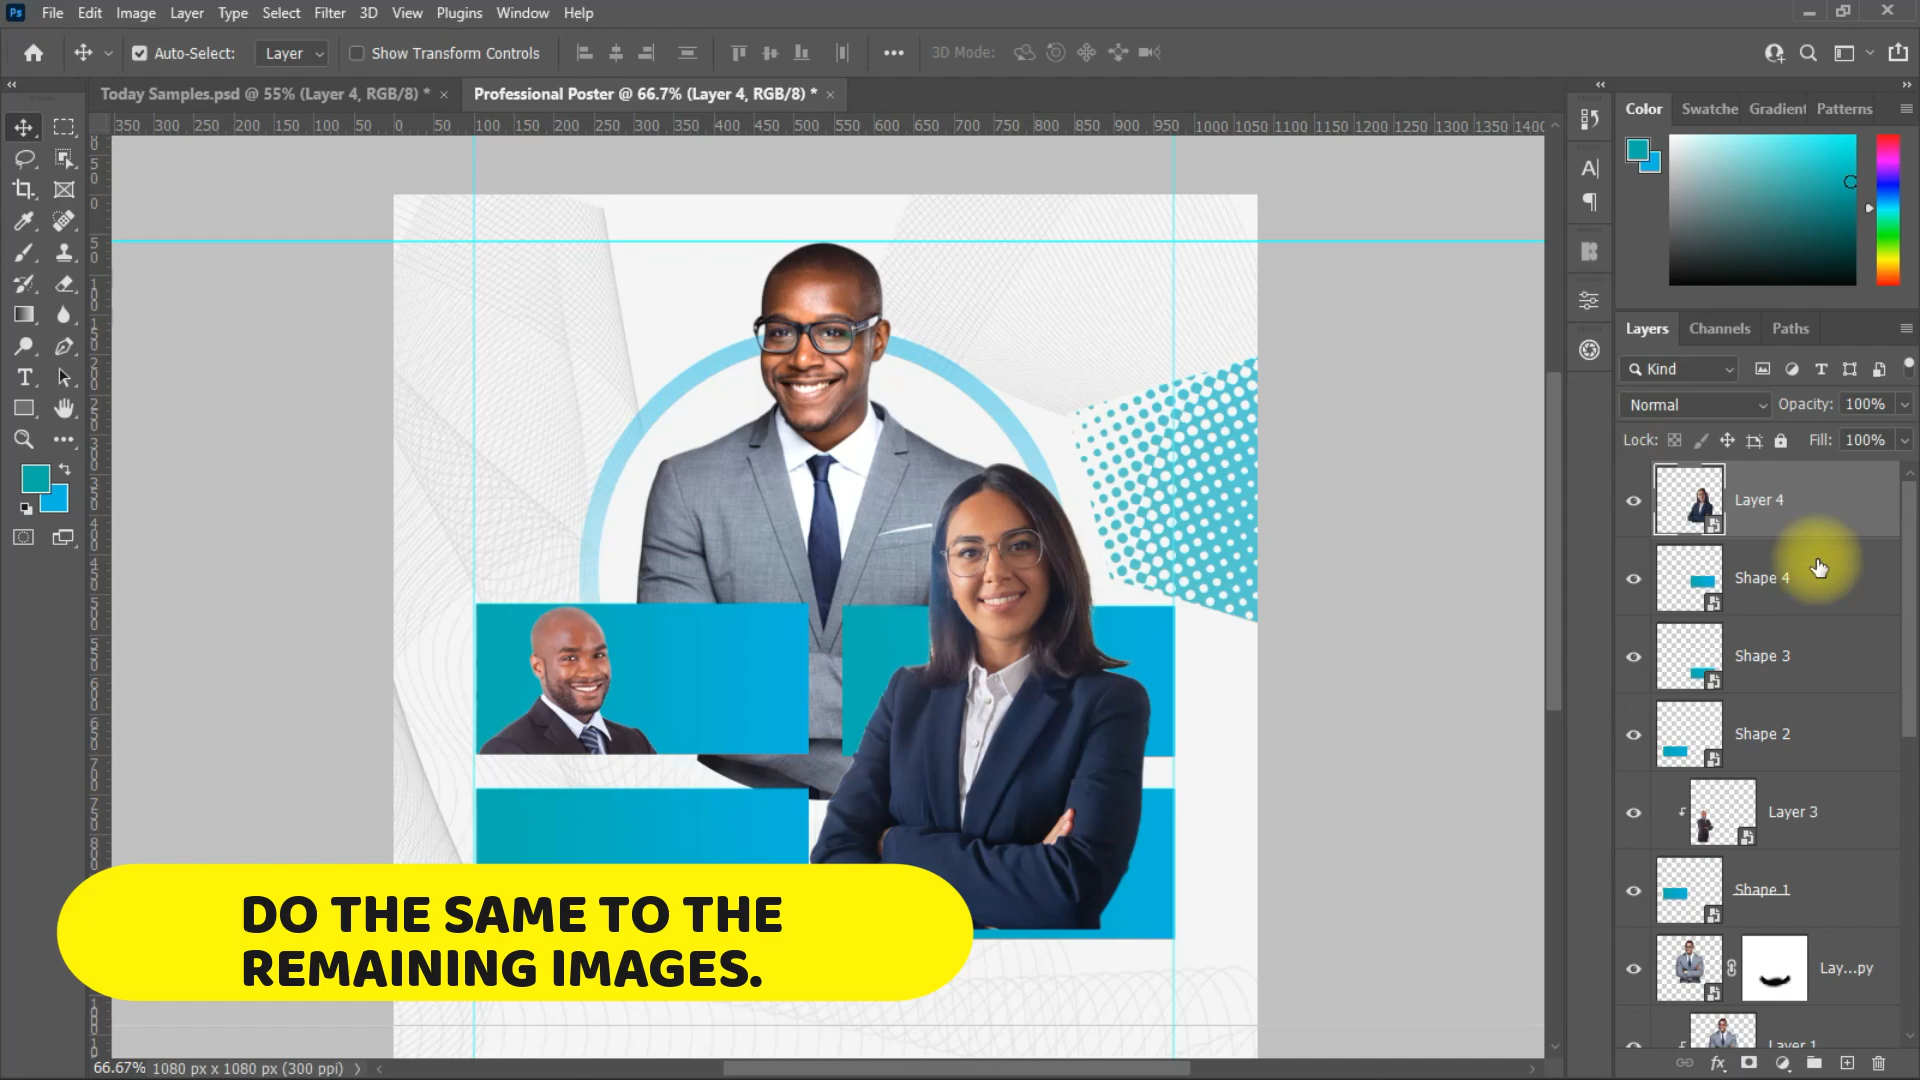 Ps File Edit Image Layer Type Select Filter 3D View Plugins Window Help
Auto-Select: Layer Show Transform Controls 3D Mode:
Today Samples.psd @ 55% (Layer 4, RGB/8) * × Professional Poster @ 66.7% (Layer 4, RGB/8) * ×
350 300 250 200 150 100 50 0 50 100 150 200 250 300 350 400 450 500 550 600 650 700 750 800 850 900 950 1000 1050 1100 1150 1200 1250 1300 1350 1400
Color Swatche Gradient Patterns
Layers Channels Paths
Kind
Normal Opacity: 100%
Lock: Fill: 100%
Layer 4
Shape 4
Shape 3
Shape 2
Layer 3
Shape 1
Lay...py
Layer 1
DO THE SAME TO THE
REMAINING IMAGES.
66.67% 1080 px x 1080 px (300 ppi)